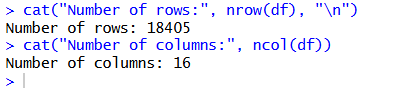 > cat("Number of rows:", nrow(df), "\n")
Number of rows: 18405
> cat("Number of columns:", ncol(df))
Number of columns: 16
>